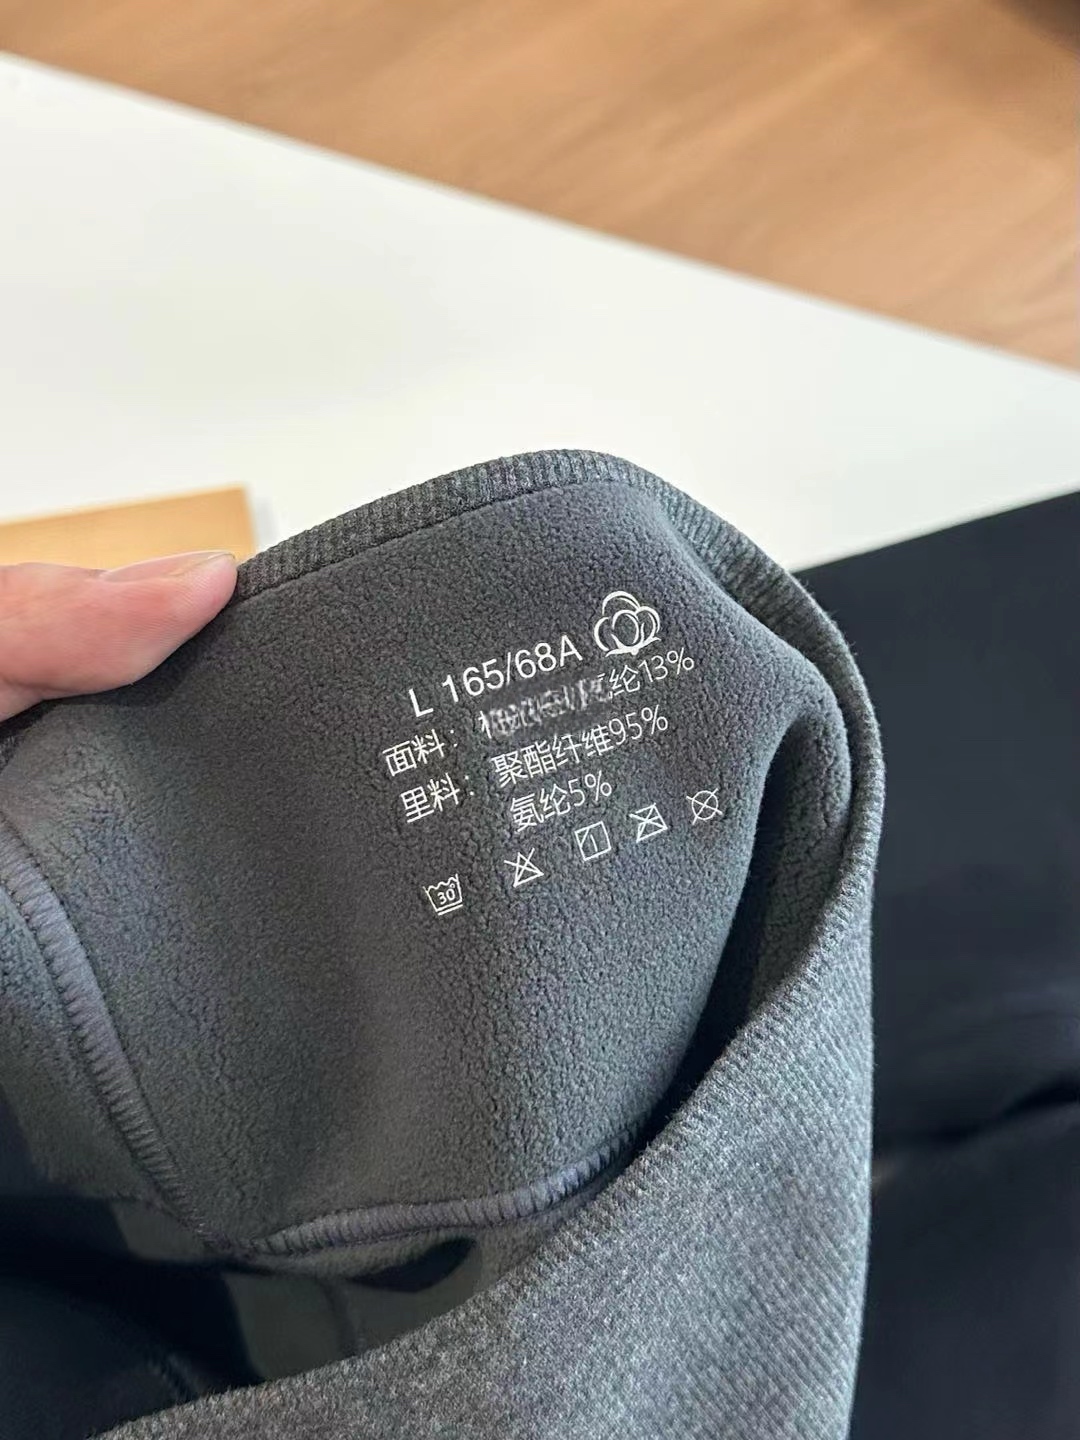 L 165/68A
面料： 纶13%
里料：聚酯纤维95%
氨纶5%
30°